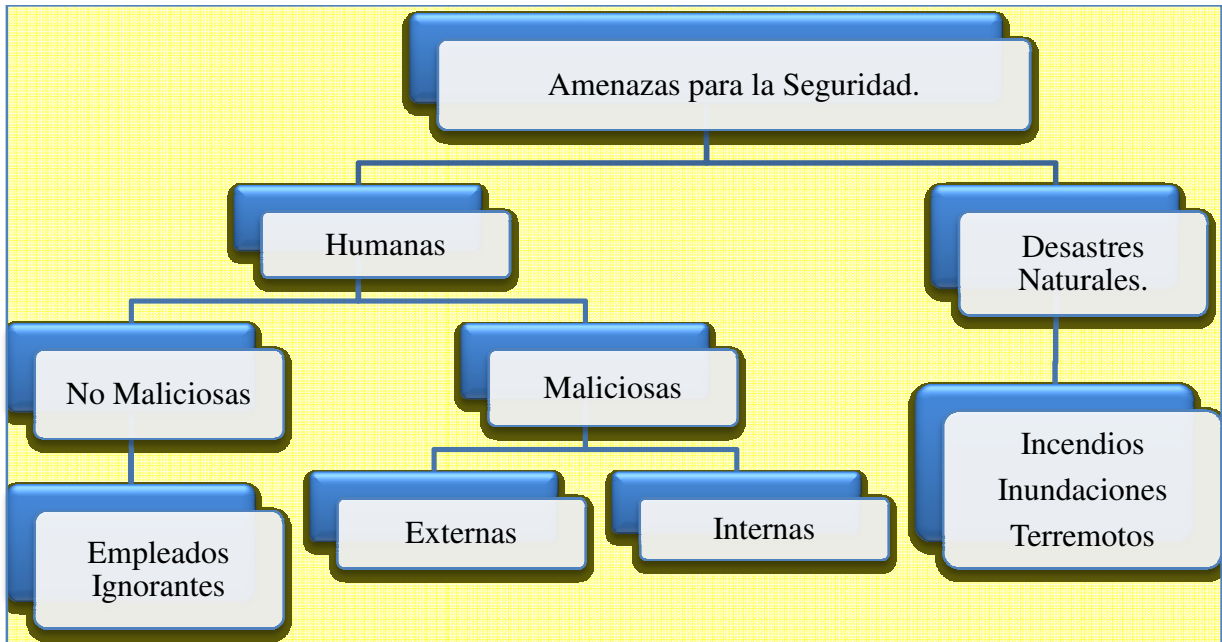 Amenazas para la Seguridad.
Humanas
Desastres
Naturales.
No Maliciosas
Maliciosas
Incendios
Inundaciones
Terremotos
Externas
Internas
Empleados
Ignorantes